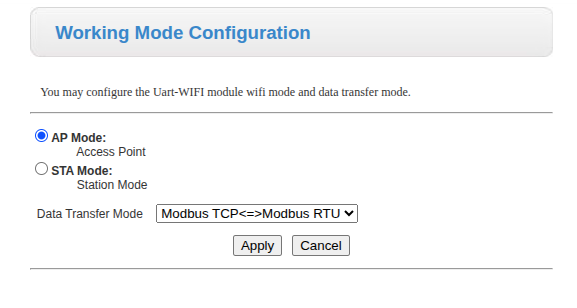 Working Mode Configuration
You may configure the Uart-WIFI module wifi mode and data transfer mode.
AP Mode:
Access Point
STA Mode:
Station Mode
Data Transfer Mode Modbus TCP<=>Modbus RTU
Apply Cancel